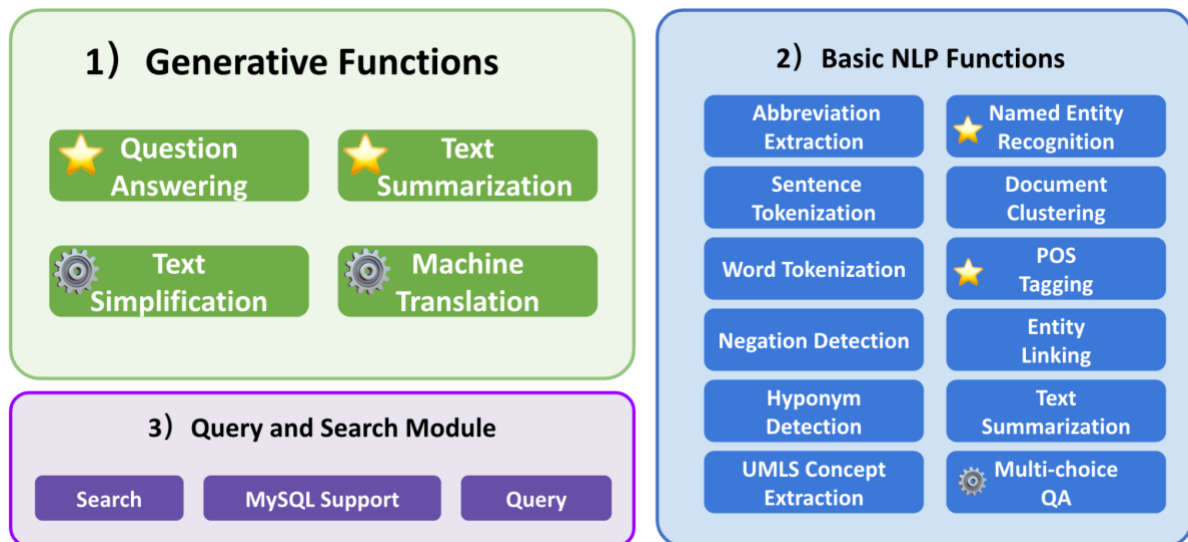 1） Generative Functions
Question
Answering
Text
Summarization
Text
Simplification
Machine
Translation
2） Basic NLP Functions
Abbreviation
Extraction
Named Entity
Recognition
Sentence
Tokenization
Document
Clustering
Word Tokenization
POS
Tagging
Negation Detection
Entity
Linking
Hyponym
Detection
Text
Summarization
UMLS Concept
Extraction
Multi-choice
QA
3） Query and Search Module
Search
MySQL Support
Query